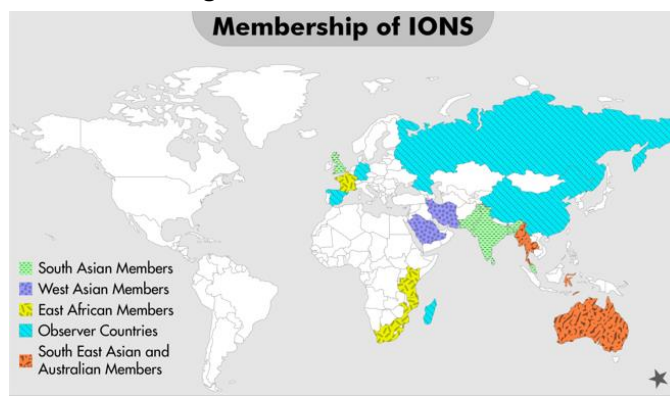 Membership of IONS
South Asian Members
West Asian Members
East African Members
Observer Countries
South East Asian and
Australian Members